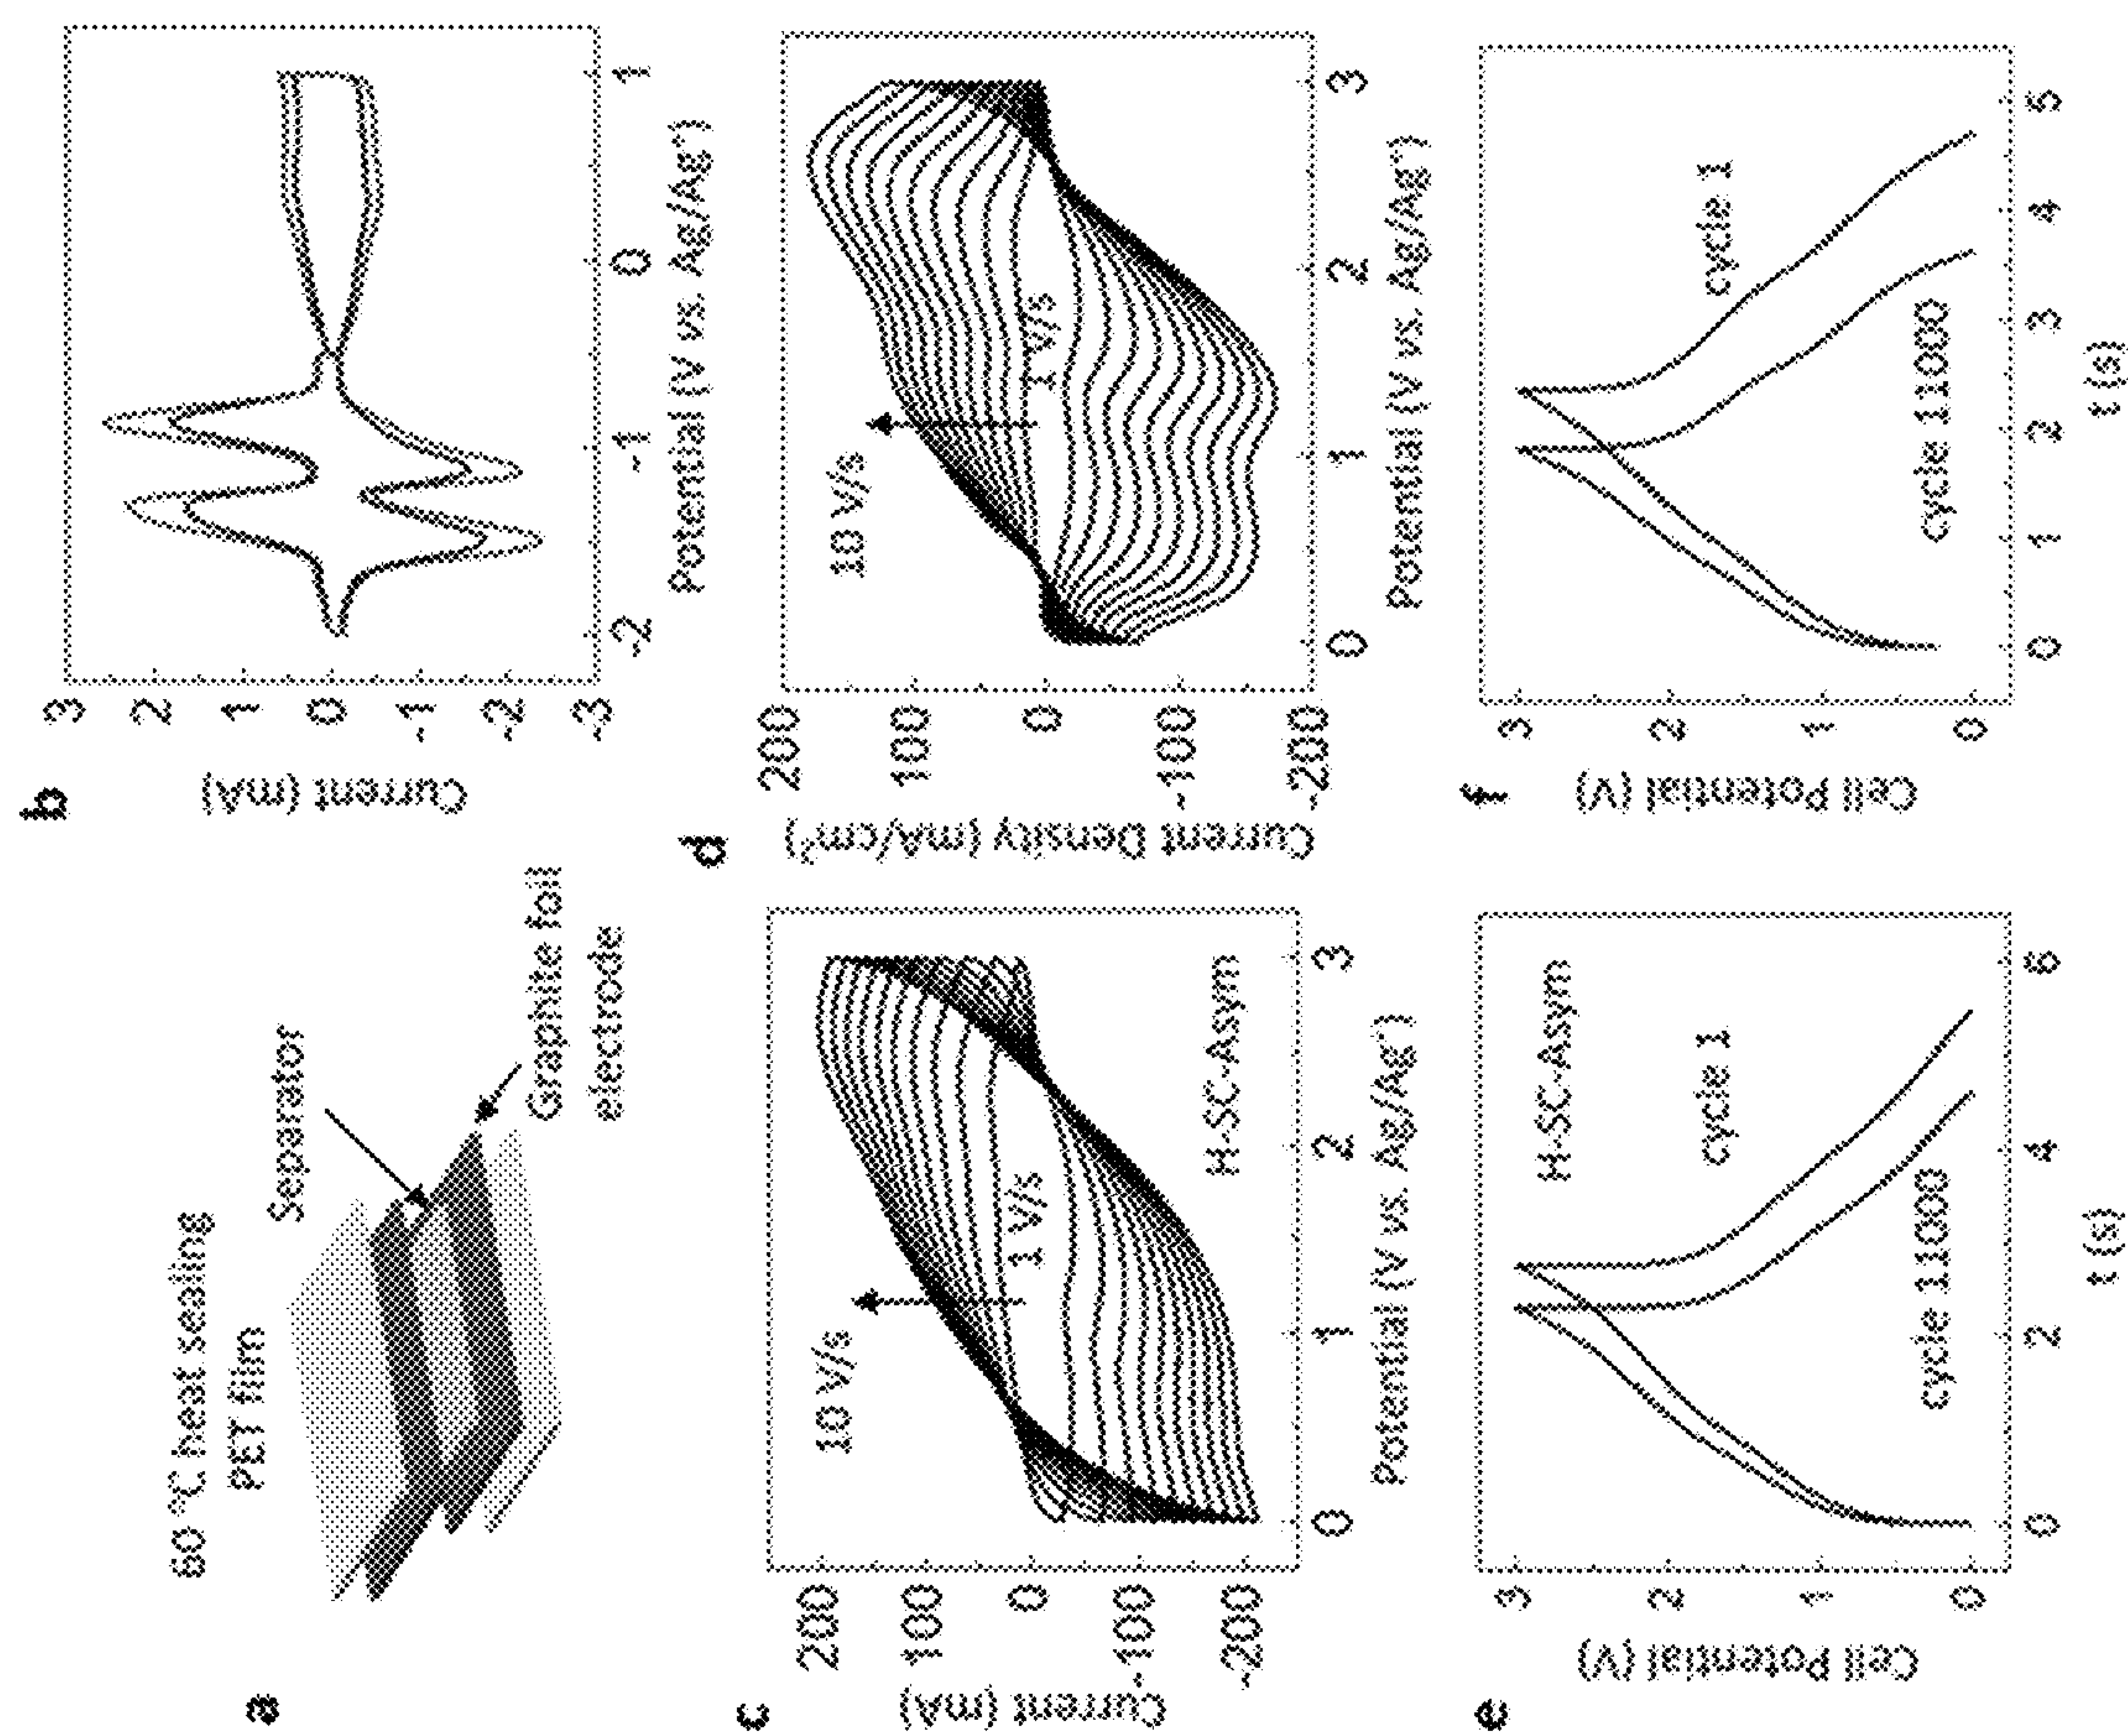 a
60 °C heat sealing
PET film
Separator
Graphite foil
electrode
b
Current (mA)
3
2
1
0
-1
-2
-3
-2
-1
0
1
Potential (V vs. Ag/Ag⁺)
c
Current (mA)
200
100
0
-100
-200
10 V/s
1 V/s
H-SC-Asym
0
1
2
3
Potential (V vs. Ag/Ag⁺)
d
Current Density (mA/cm²)
200
100
0
-100
-200
10 V/s
1 V/s
0
1
2
3
Potential (V vs. Ag/Ag⁺)
e
Cell Potential (V)
3
2
1
0
H-SC-Asym
cycle 1
cycle 11000
0
2
4
6
t (s)
f
Cell Potential (V)
3
2
1
0
cycle 1
cycle 11000
0
1
2
3
4
5
t (s)